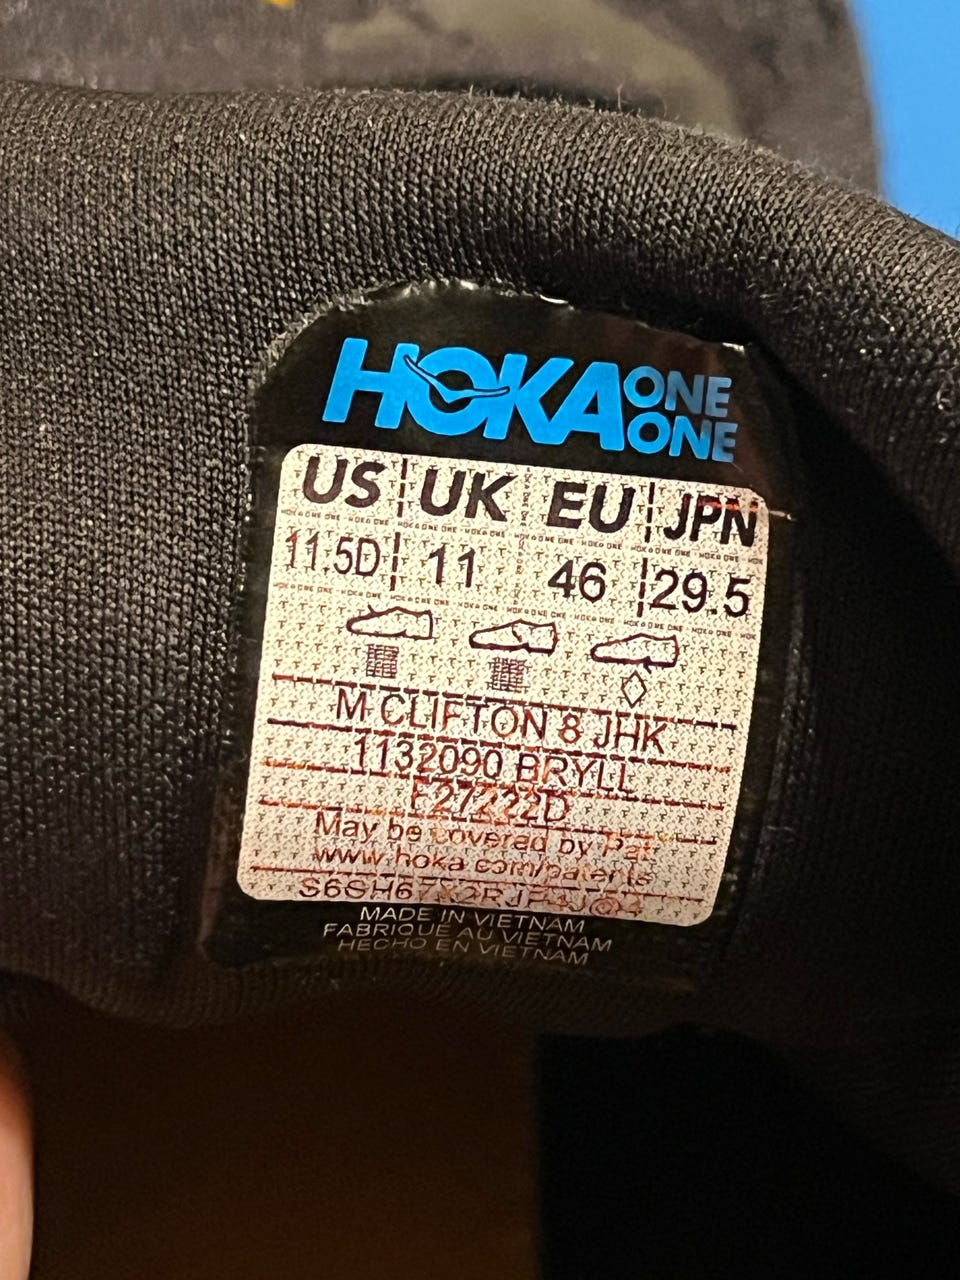 HOKA ONE ONE
US UK EU JPN
11.5D 11 46 29.5
M CLIFTON 8 JHK
1132090 BRYLL
F27222D
May be covered by Pat.
www.hoka.com/patents
MADE IN VIETNAM
FABRIQUÉ AU VIETNAM
HECHO EN VIETNAM